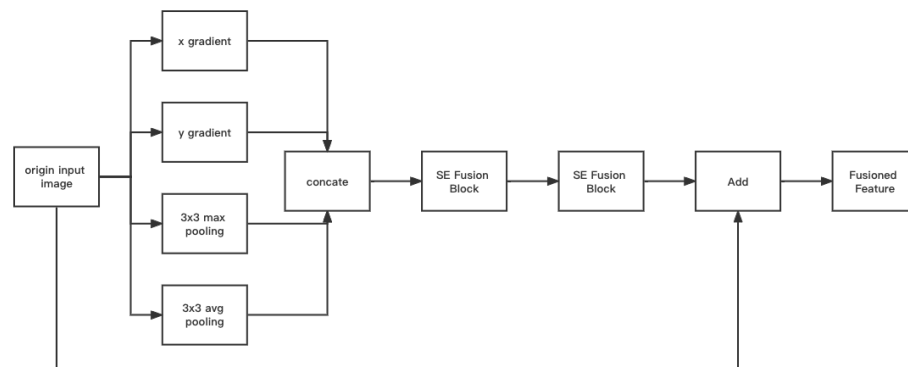 x gradient
y gradient
origin input
image
3x3 max
pooling
3x3 avg
pooling
concate
SE Fusion
Block
SE Fusion
Block
Add
Fusioned
Feature